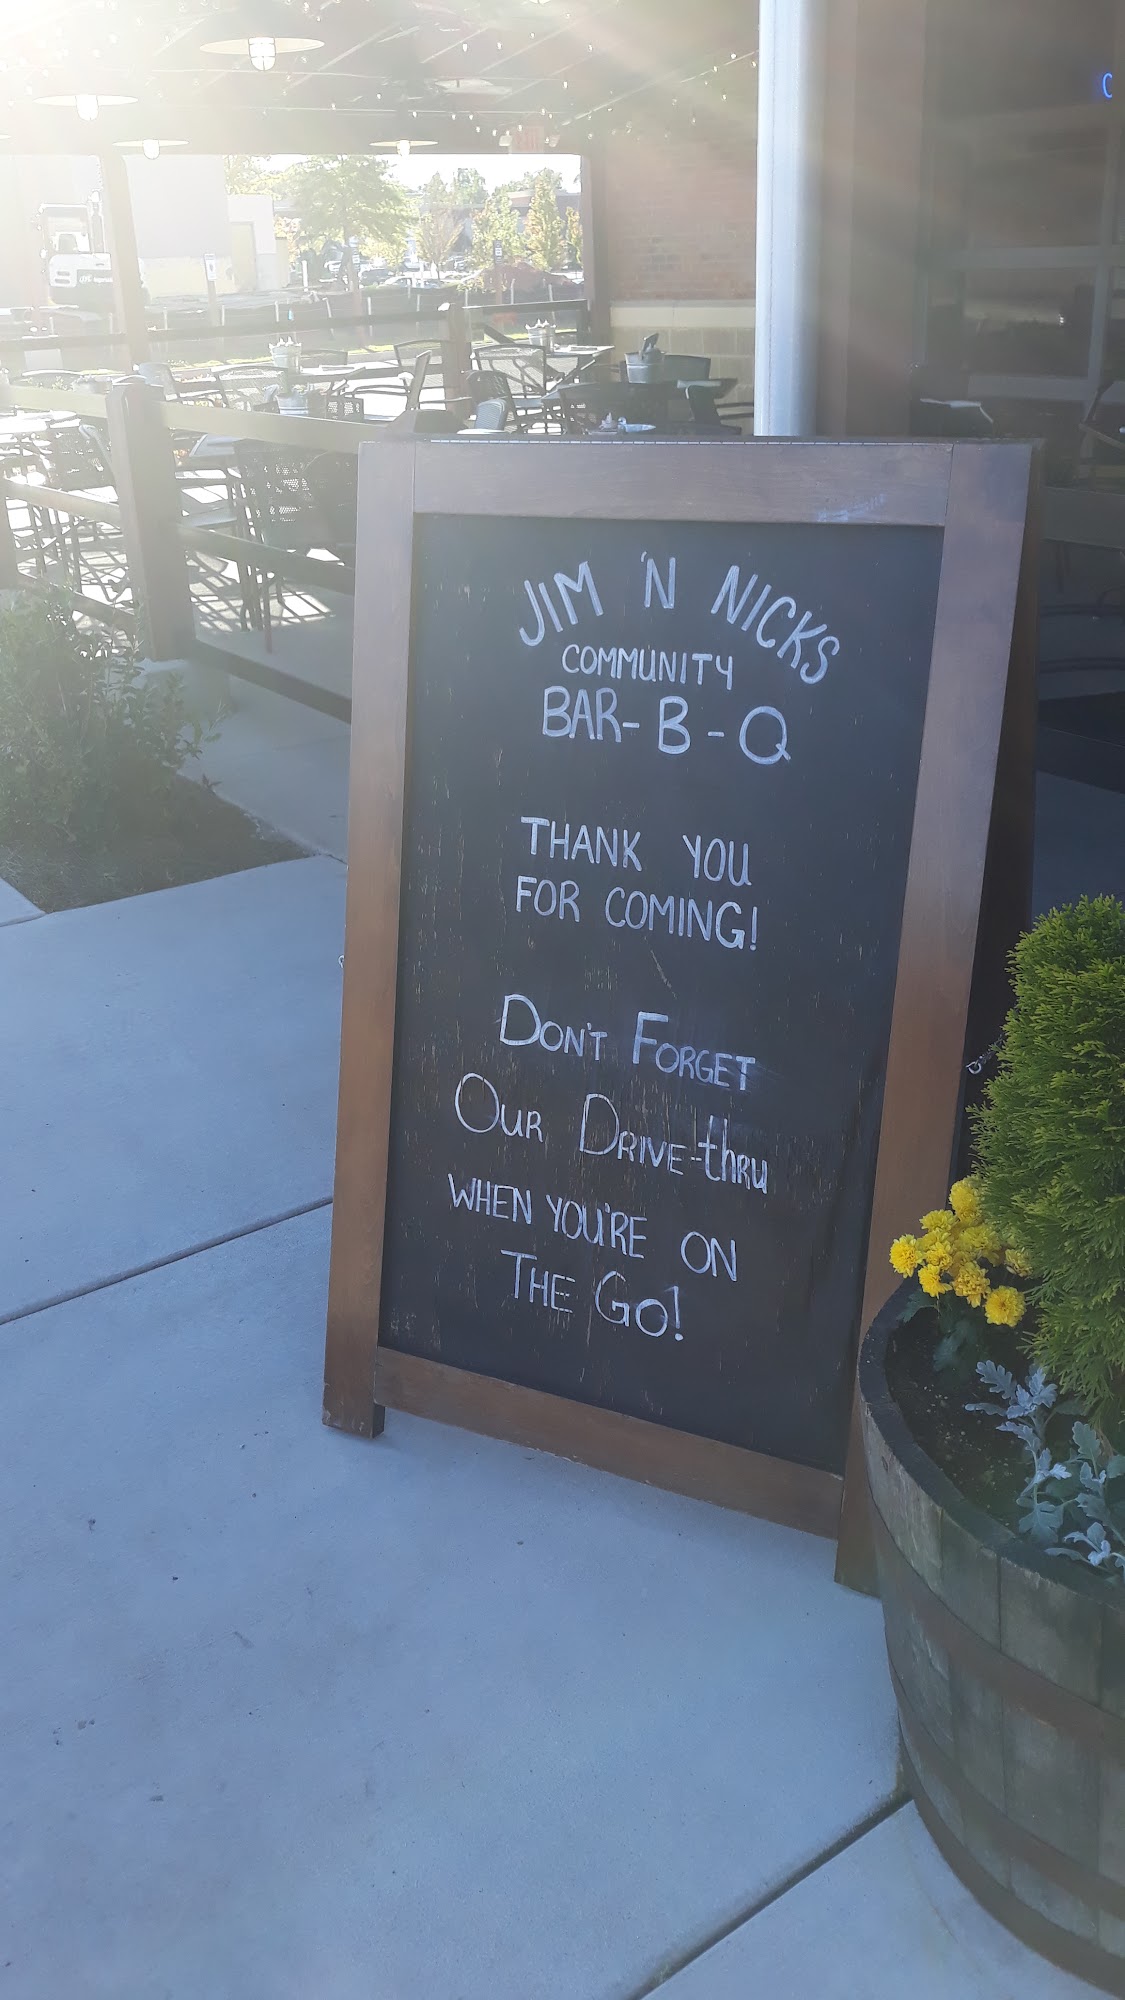 JIM 'N NICKS
COMMUNITY
BAR-B-Q
THANK YOU
FOR COMING!
DON'T FORGET
OUR DRIVE-thru
WHEN YOU'RE ON
THE GO!